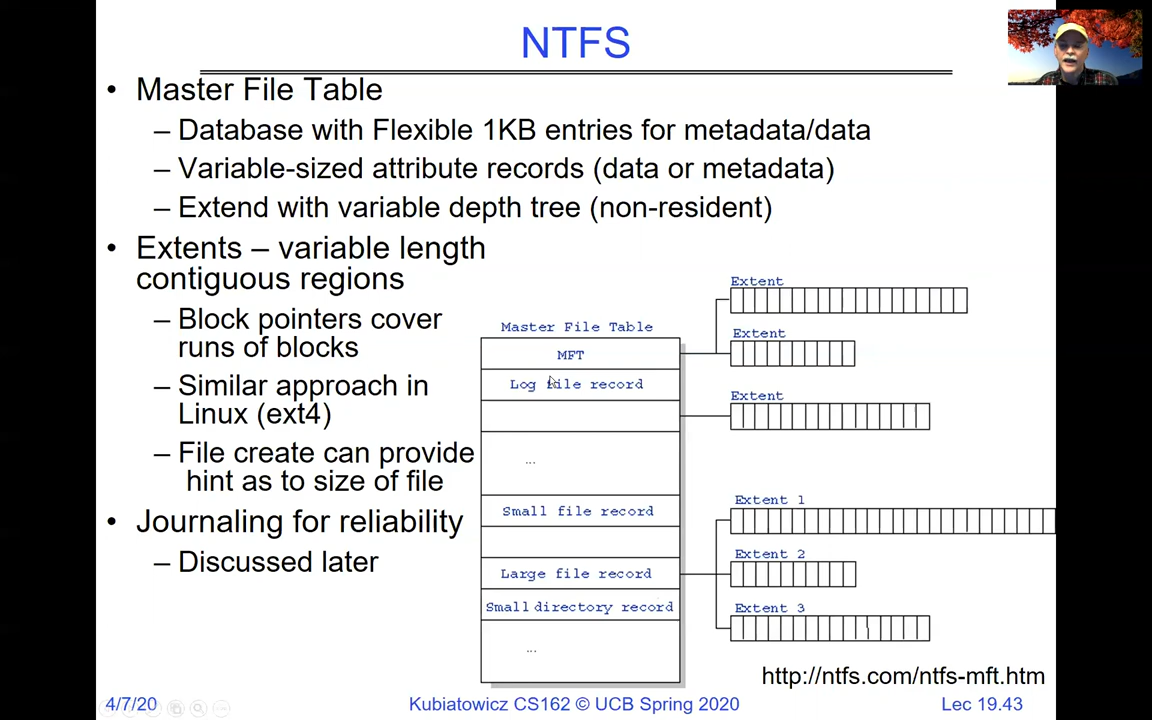 NTFS
• Master File Table
– Database with Flexible 1KB entries for metadata/data
– Variable-sized attribute records (data or metadata)
– Extend with variable depth tree (non-resident)
• Extents – variable length
contiguous regions
– Block pointers cover
runs of blocks
– Similar approach in
Linux (ext4)
– File create can provide
hint as to size of file
• Journaling for reliability
– Discussed later
Master File Table
MFT
Log file record
...
Small file record
Large file record
Small directory record
...
Extent
Extent
Extent
Extent 1
Extent 2
Extent 3
http://ntfs.com/ntfs-mft.htm
4/7/20
Kubiatowicz CS162 © UCB Spring 2020
Lec 19.43